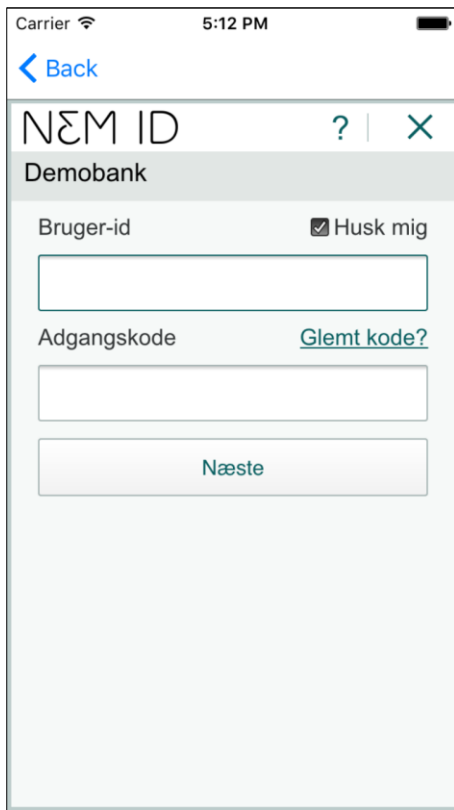 Carrier 5:12 PM
Back
NEM ID ?
Demobank
Bruger-id Husk mig
Adgangskode Glemt kode?
Næste